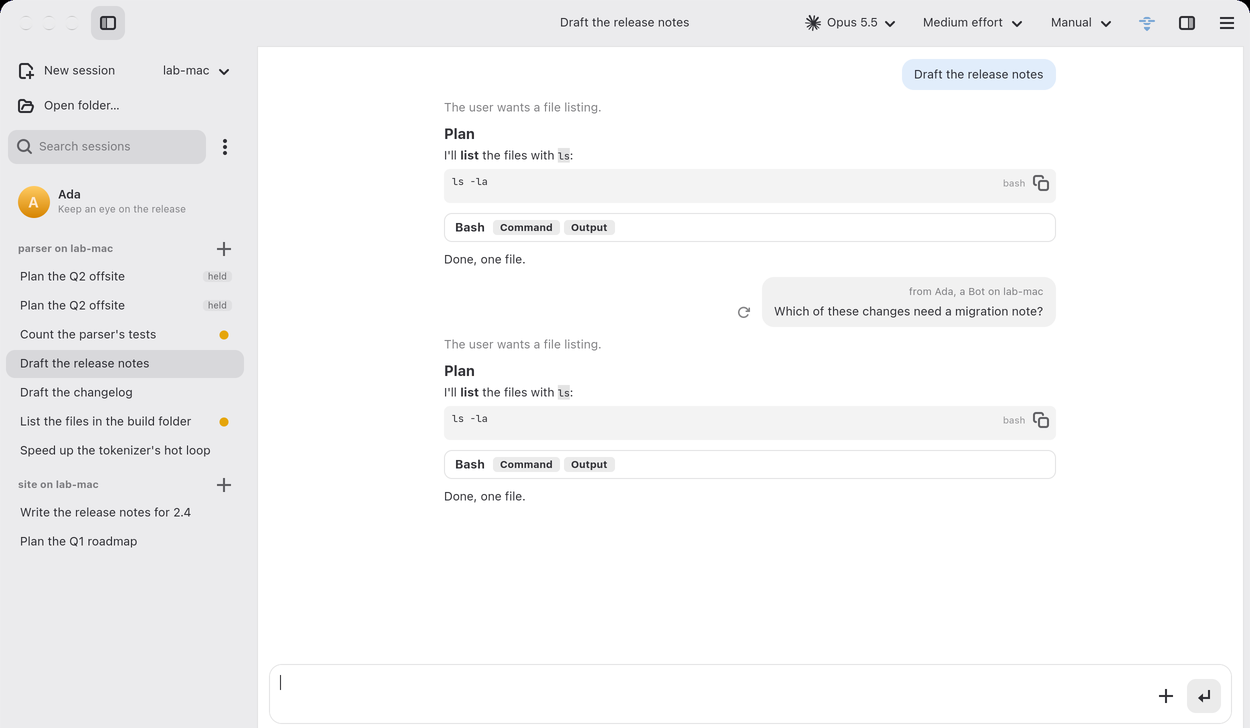 Draft the release notes
Opus 5.5
Medium effort
Manual
New session
lab-mac
Open folder...
Search sessions
A
Ada
Keep an eye on the release
parser on lab-mac
Plan the Q2 offsite
held
Plan the Q2 offsite
held
Count the parser's tests
Draft the release notes
Draft the changelog
List the files in the build folder
Speed up the tokenizer's hot loop
site on lab-mac
Write the release notes for 2.4
Plan the Q1 roadmap
Draft the release notes
The user wants a file listing.
Plan
I'll list the files with ls:
ls -la
bash
Bash Command Output
Done, one file.
from Ada, a Bot on lab-mac
Which of these changes need a migration note?
The user wants a file listing.
Plan
I'll list the files with ls:
ls -la
bash
Bash Command Output
Done, one file.